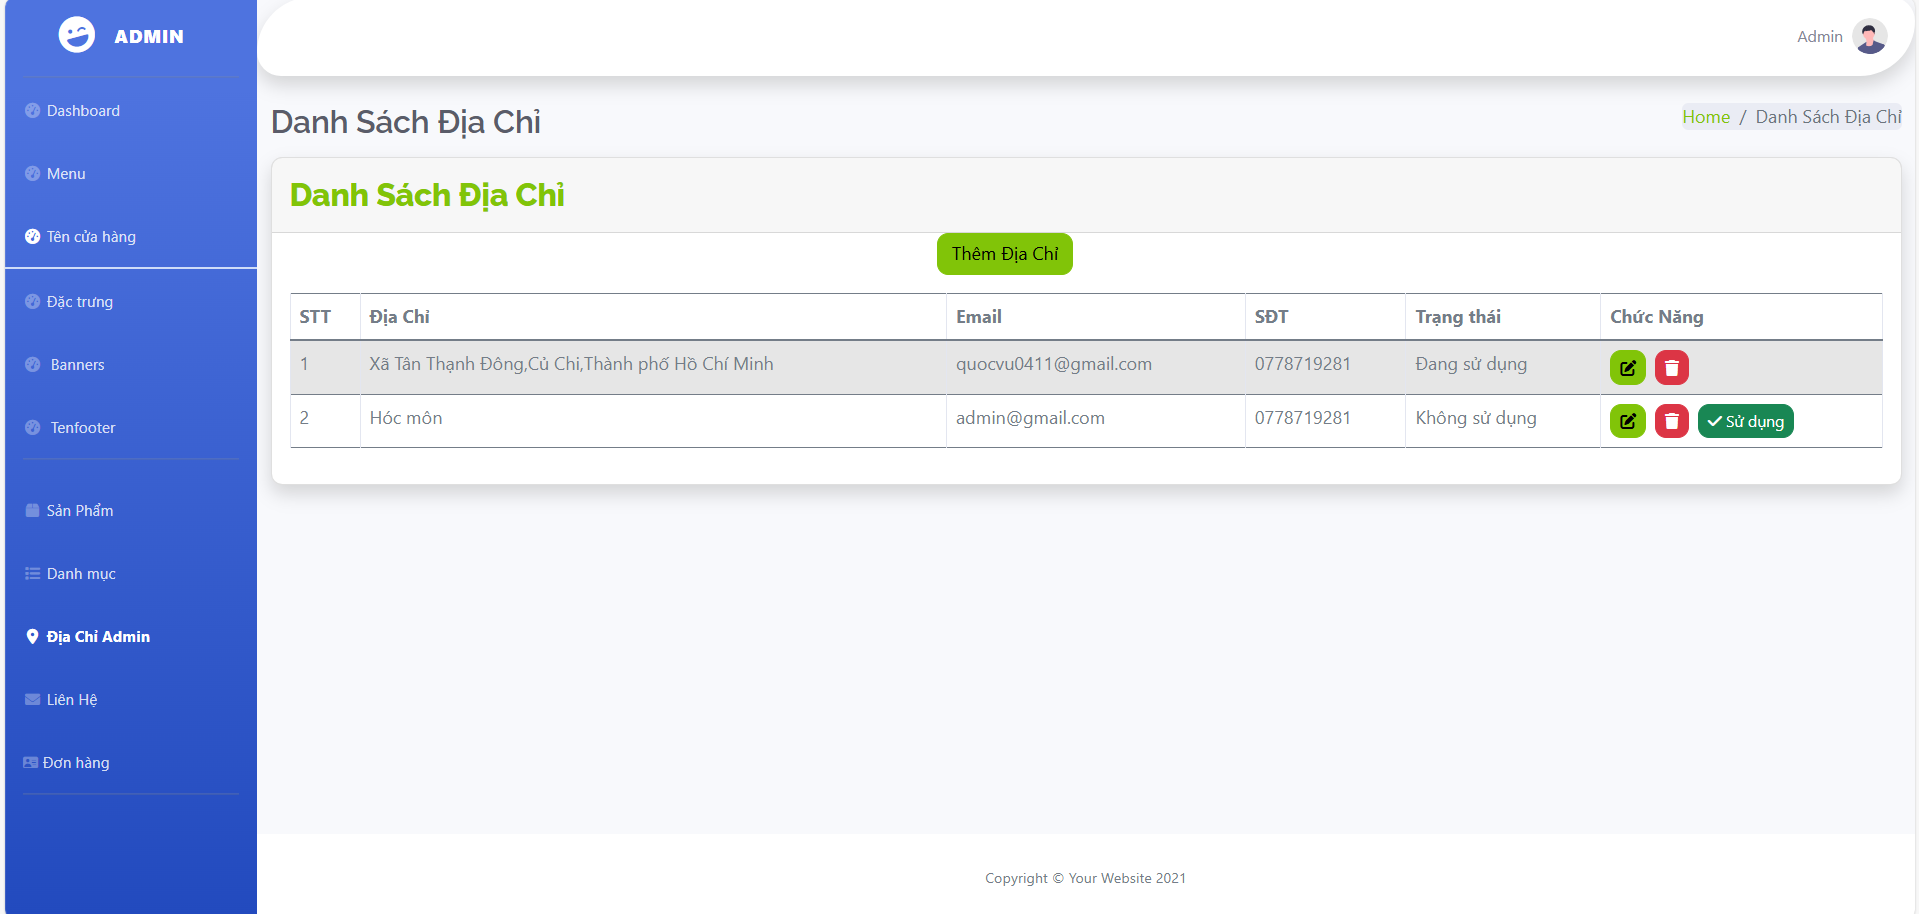 ADMIN
Admin
Dashboard
Menu
Tên cửa hàng
Đặc trưng
Banners
Tenfooter
Sản Phẩm
Danh mục
Địa Chỉ Admin
Liên Hệ
Đơn hàng
Danh Sách Địa Chỉ
Home / Danh Sách Địa Chỉ
Danh Sách Địa Chỉ
Thêm Địa Chỉ
STT Địa Chỉ Email SĐT Trạng thái Chức Năng
1 Xã Tân Thạnh Đông,Củ Chi,Thành phố Hồ Chí Minh quocvu0411@gmail.com 0778719281 Đang sử dụng
2 Hóc môn admin@gmail.com 0778719281 Không sử dụng Sử dụng
Copyright © Your Website 2021